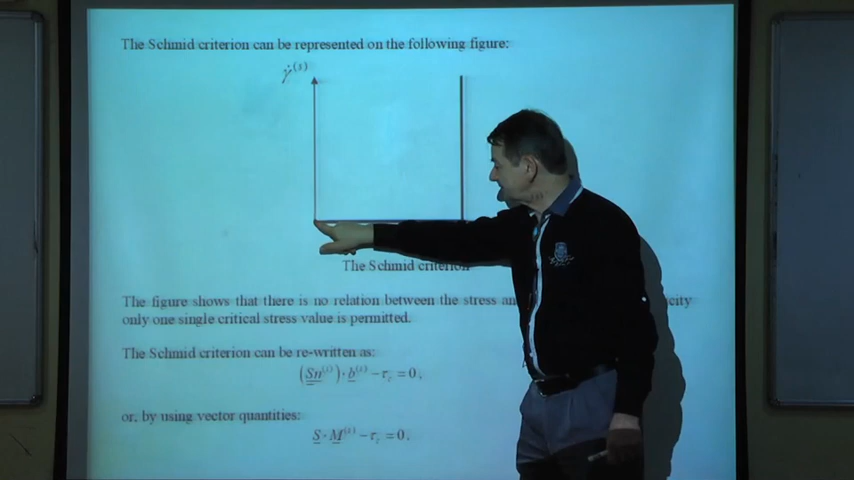 The Schmid criterion can be represented on the following figure:
γ̇⁽ˢ⁾
The Schmid criterion
The figure shows that there is no relation between the stress
only one single critical stress value is permitted.
The Schmid criterion can be re-written as:
(S n⁽ˢ⁾)·b⁽ˢ⁾ − τc = 0,
or, by using vector quantities:
S·M⁽ˢ⁾ − τc = 0.